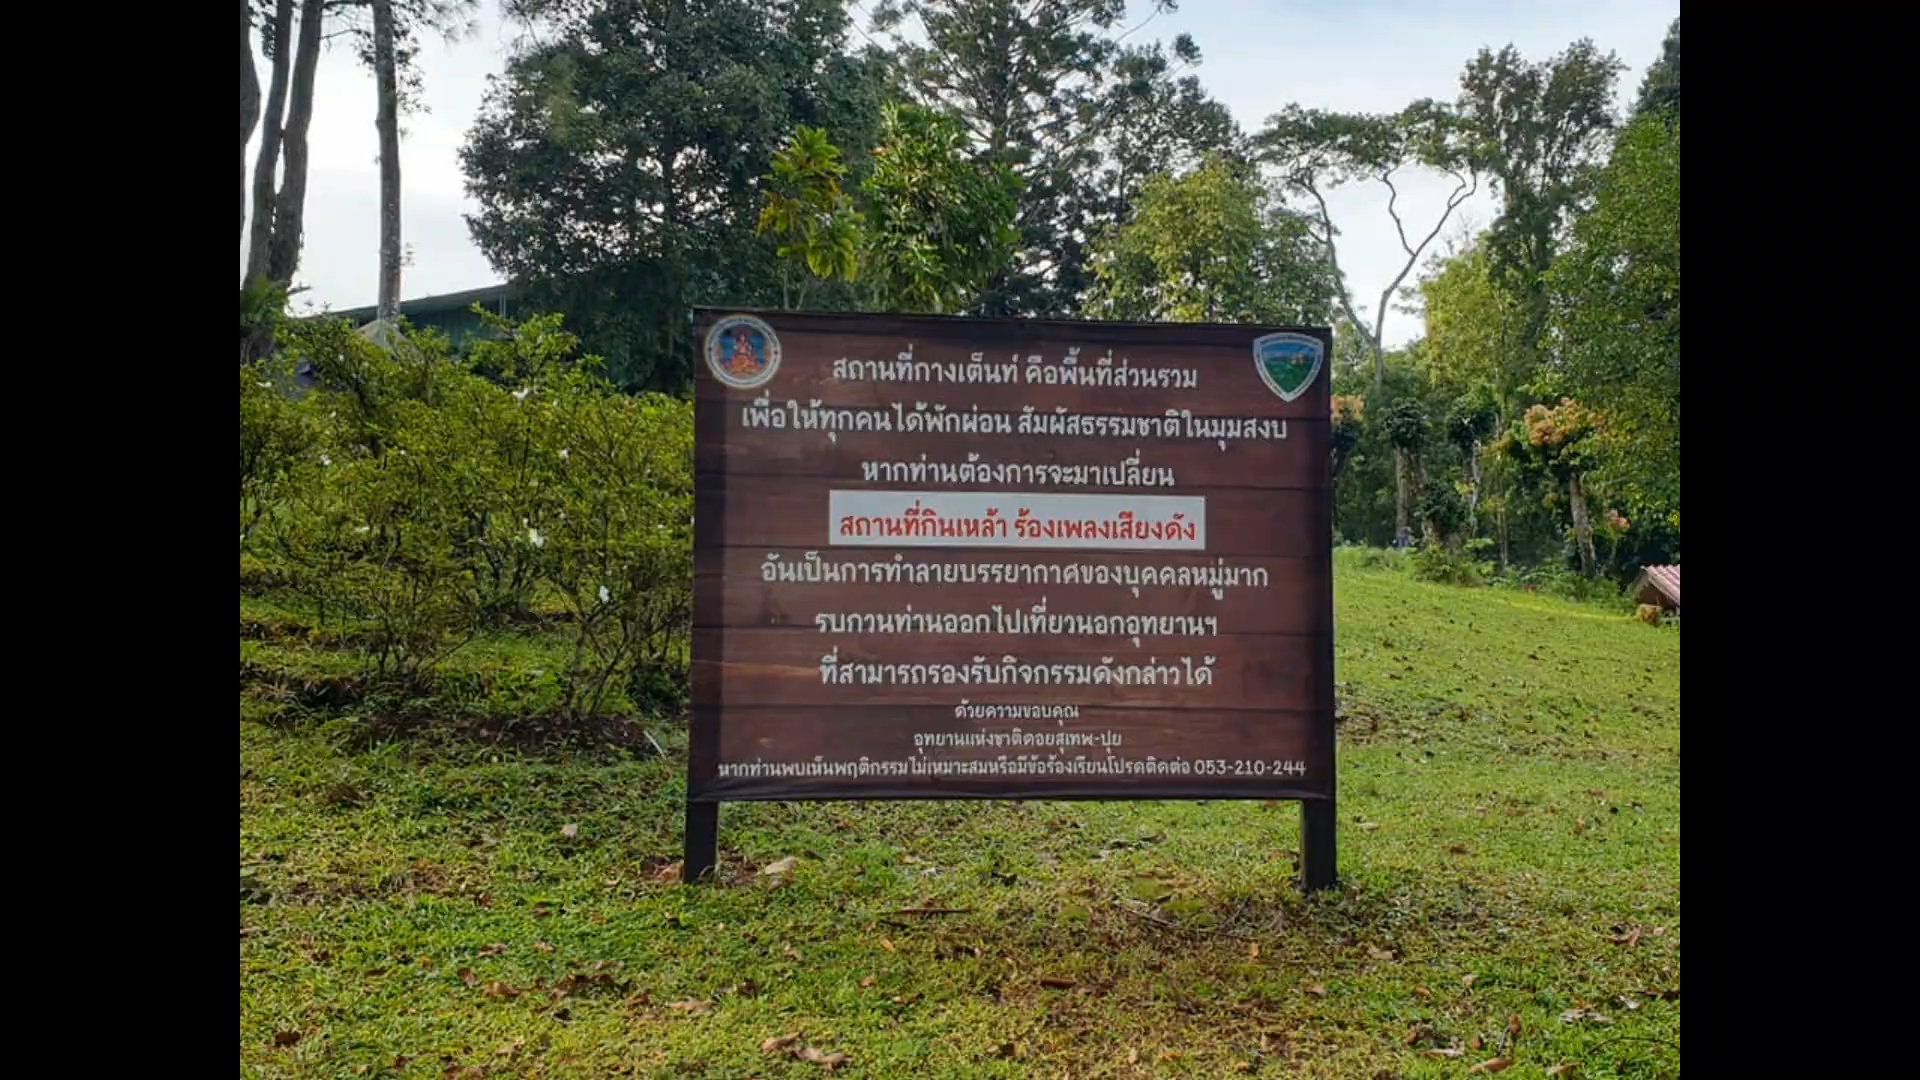 สถานที่กางเต็นท์ คือพื้นที่ส่วนรวม
เพื่อให้ทุกคนได้พักผ่อน สัมผัสธรรมชาติในมุมสงบ
หากท่านต้องการจะมาเปลี่ยน
สถานที่กินเหล้า ร้องเพลงเสียงดัง
อันเป็นการทำลายบรรยากาศของบุคคลหมู่มาก
รบกวนท่านออกไปเที่ยวนอกอุทยานฯ
ที่สามารถรองรับกิจกรรมดังกล่าวได้
ด้วยความขอบคุณ
อุทยานแห่งชาติดอยสุเทพ-ปุย
หากท่านพบเห็นพฤติกรรมไม่เหมาะสมหรือมีข้อร้องเรียนโปรดติดต่อ 053-210-244